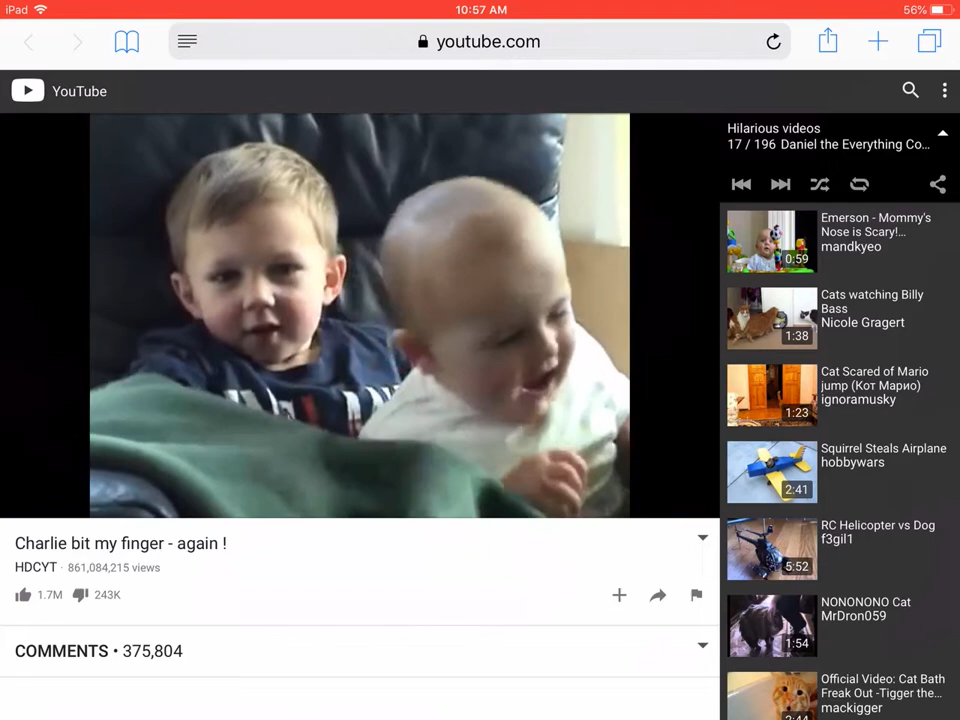 iPad
10:57 AM
56%
youtube.com
YouTube
Hilarious videos
17 / 196 Daniel the Everything Co...
Emerson - Mommy's
Nose is Scary!...
mandkyeo
0:59
Cats watching Billy
Bass
Nicole Gragert
1:38
Cat Scared of Mario
jump (Кот Марио)
ignoramusky
1:23
Squirrel Steals Airplane
hobbywars
2:41
RC Helicopter vs Dog
f3gil1
5:52
NONONONO Cat
MrDron059
1:54
Official Video: Cat Bath
Freak Out -Tigger the...
mackigger
2:44
Charlie bit my finger - again !
HDCYT · 861,084,215 views
1.7M 243K
COMMENTS • 375,804